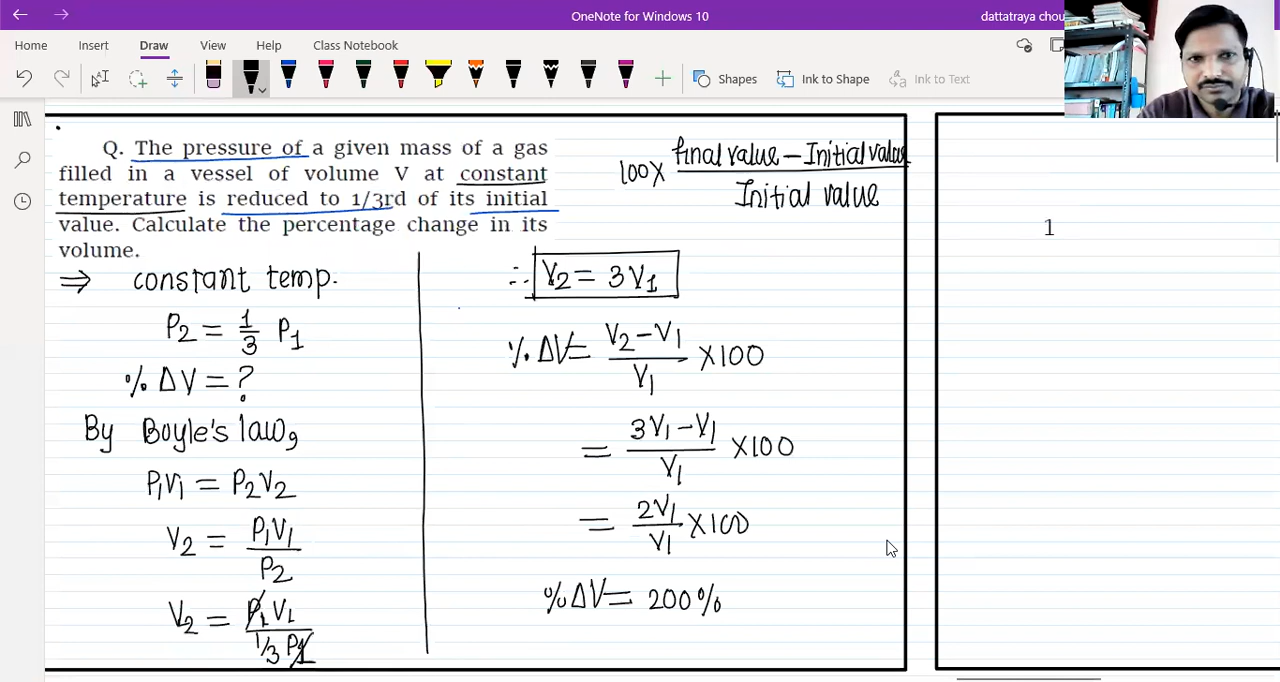 OneNote for Windows 10
dattatraya chou
Home Insert Draw View Help Class Notebook
Shapes Ink to Shape Ink to Text
Q. The pressure of a given mass of a gas
filled in a vessel of volume V at constant
temperature is reduced to 1/3rd of its initial
value. Calculate the percentage change in its
volume.
⇒ constant temp.
P₂ = 1/3 P₁
% ΔV = ?
By Boyle's law,
P₁V₁ = P₂V₂
V₂ = P₁V₁ / P₂
V₂ = P₁V₁ / 1/3 P₁
100 × final value − Initial value / Initial value
∴ V₂ = 3V₁
% ΔV = V₂ − V₁ / V₁ × 100
= 3V₁ − V₁ / V₁ × 100
= 2V₁ / V₁ × 100
% ΔV = 200%
1